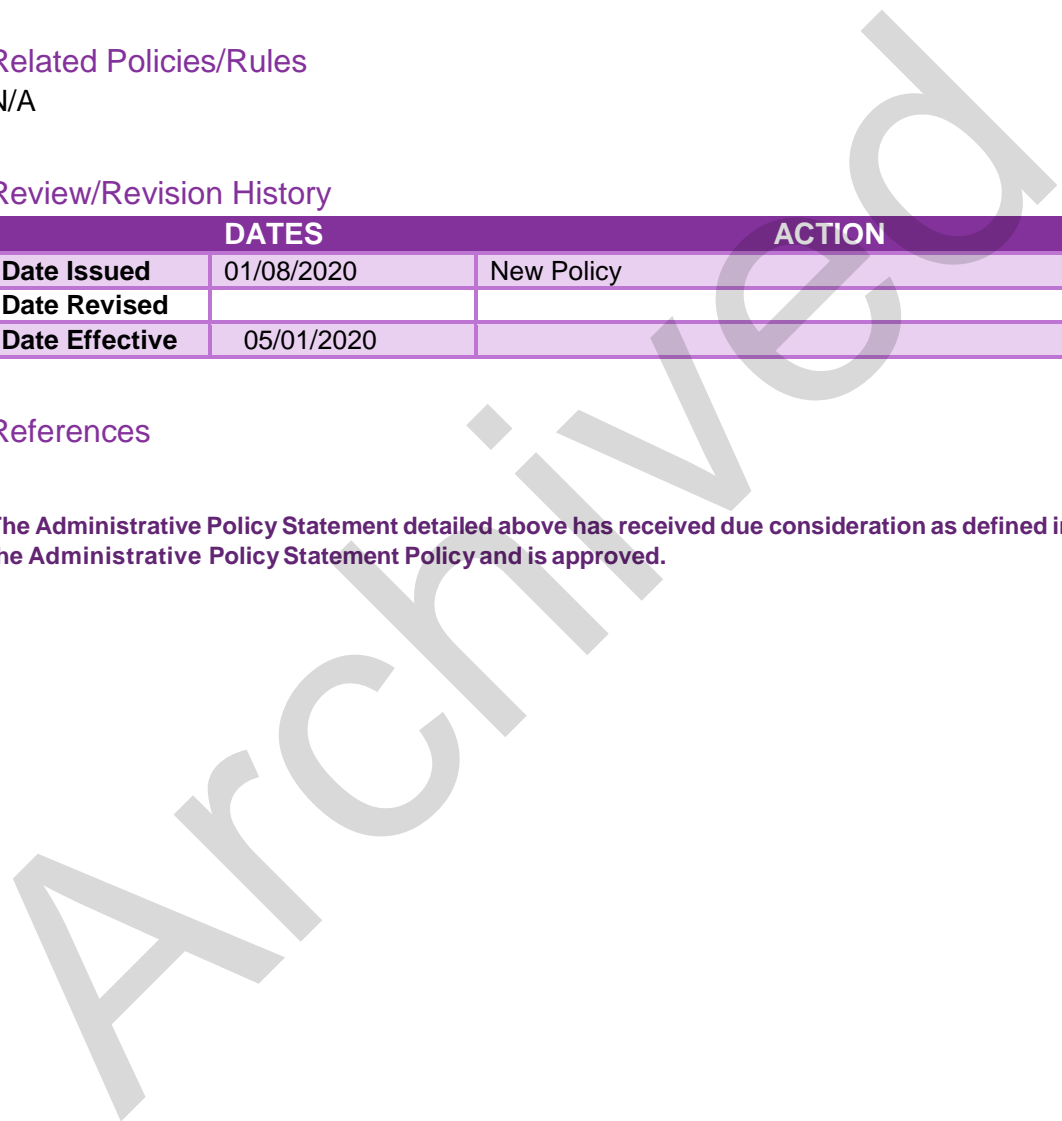 Related Policies/Rules
N/A
Review/Revision History
DATES ACTION
Date Issued 01/08/2020 New Policy
Date Revised
Date Effective 05/01/2020
References
The Administrative Policy Statement detailed above has received due consideration as defined in
the Administrative Policy Statement Policy and is approved.
Archived